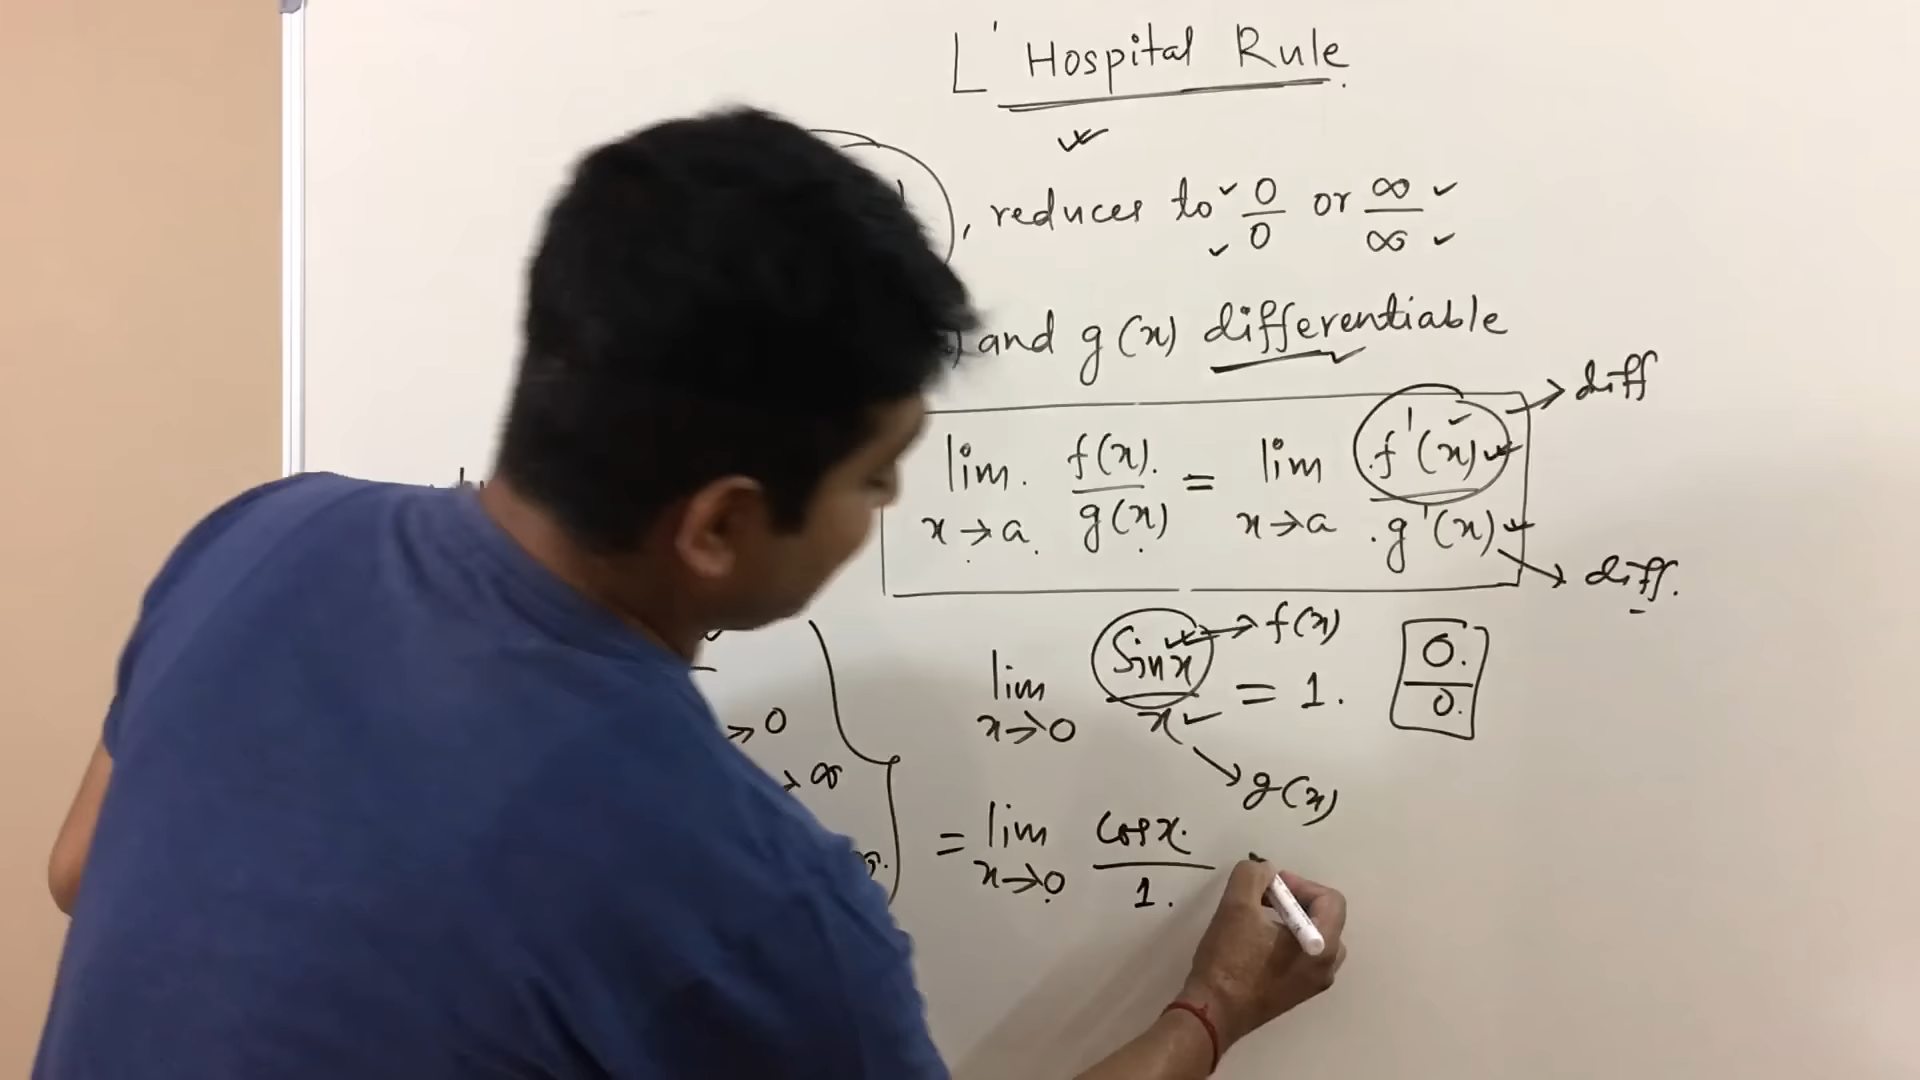 L' Hospital Rule.
, reduces to 0/0 or ∞/∞
) and g(x) differentiable
diff
lim x→a f(x)/g(x) = lim x→a f'(x)/g'(x)
diff.
lim x→0 Sinx/x = 1. 0/0
f(x)
g(x)
→ 0
→ ∞
= lim x→0 cosx/1.